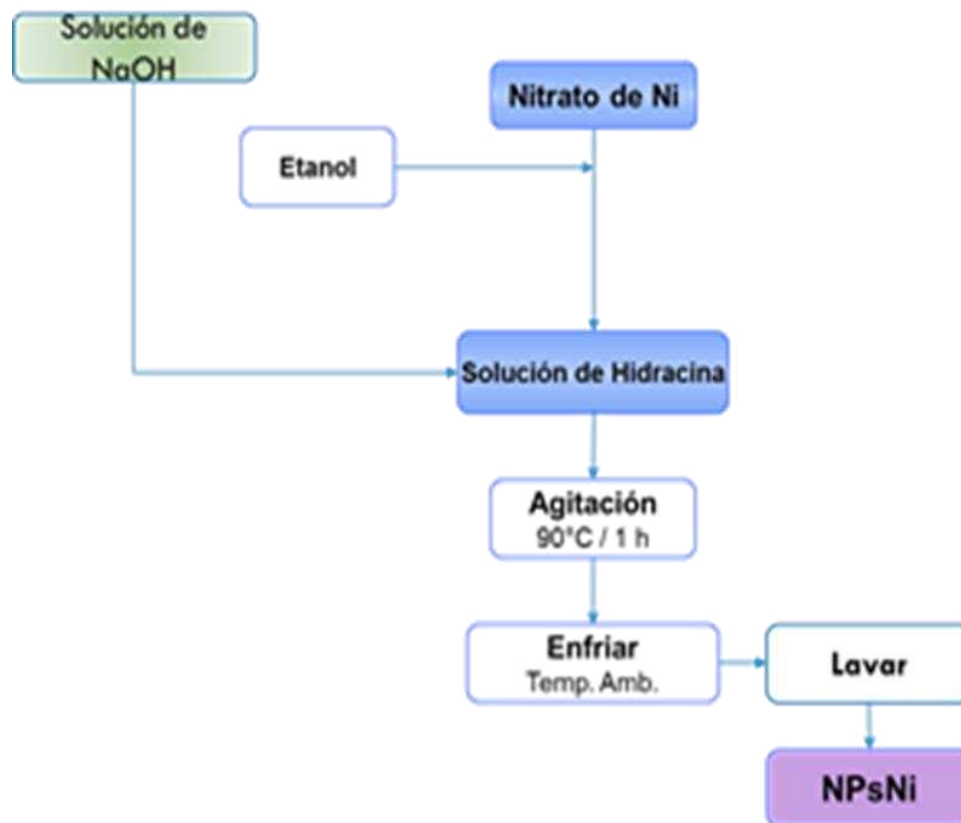 Solución de
NaOH
Nitrato de Ni
Etanol
Solución de Hidracina
Agitación
90°C / 1 h
Enfriar
Temp. Amb.
Lavar
NPsNi